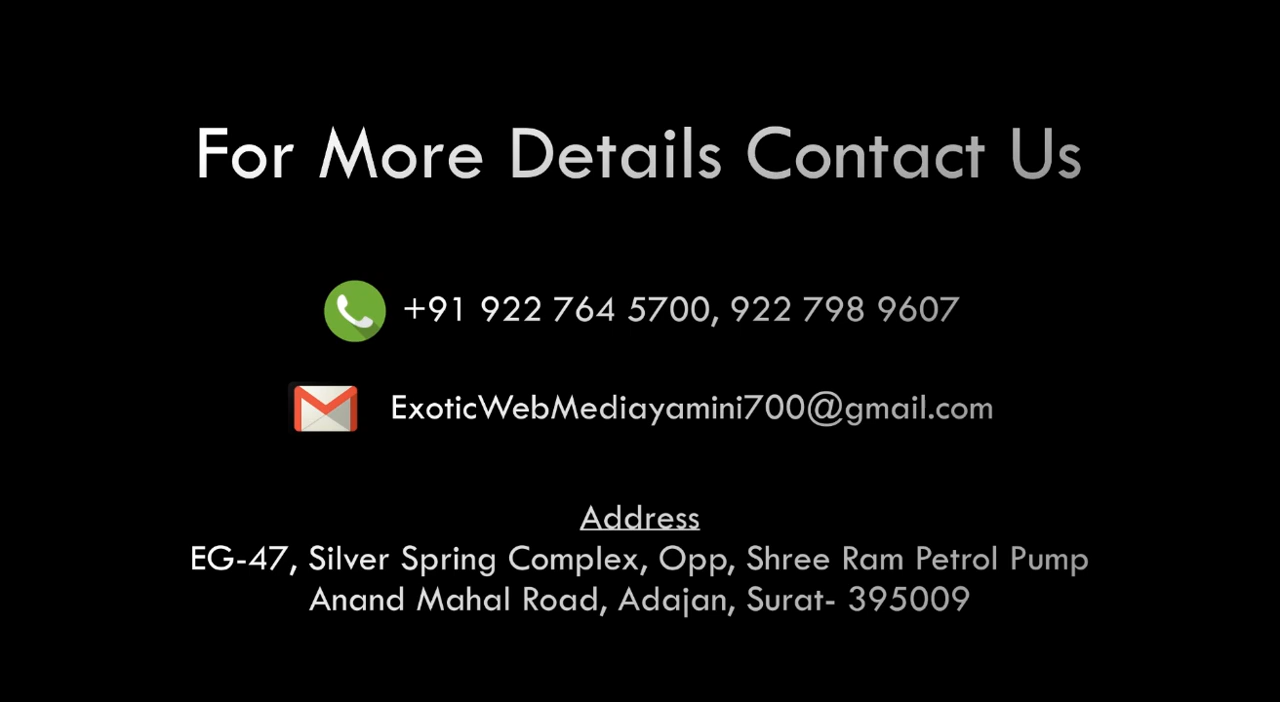 For More Details Contact Us
+91 922 764 5700, 922 798 9607
ExoticWebMediayamini700@gmail.com
Address
EG-47, Silver Spring Complex, Opp, Shree Ram Petrol Pump
Anand Mahal Road, Adajan, Surat- 395009